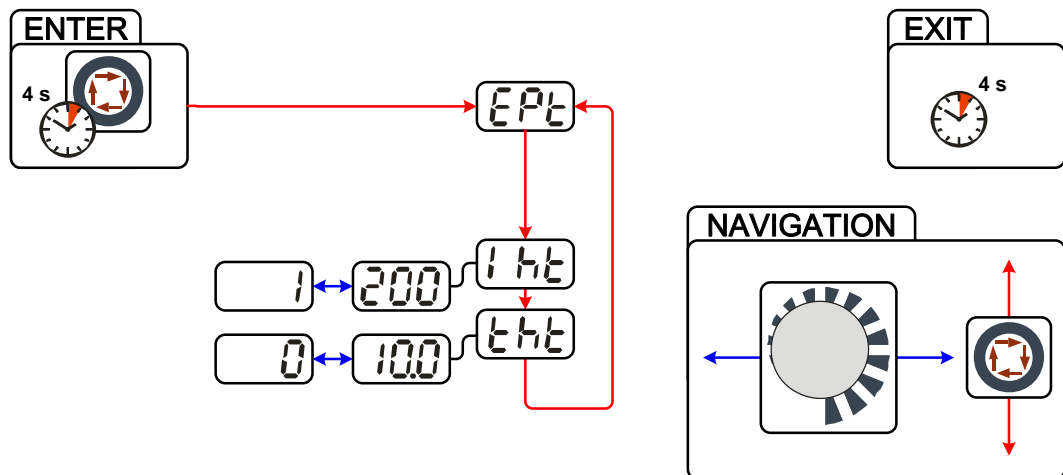 ENTER
4 s
EPt
I ht
1
200
tht
0
10.0
EXIT
4 s
NAVIGATION